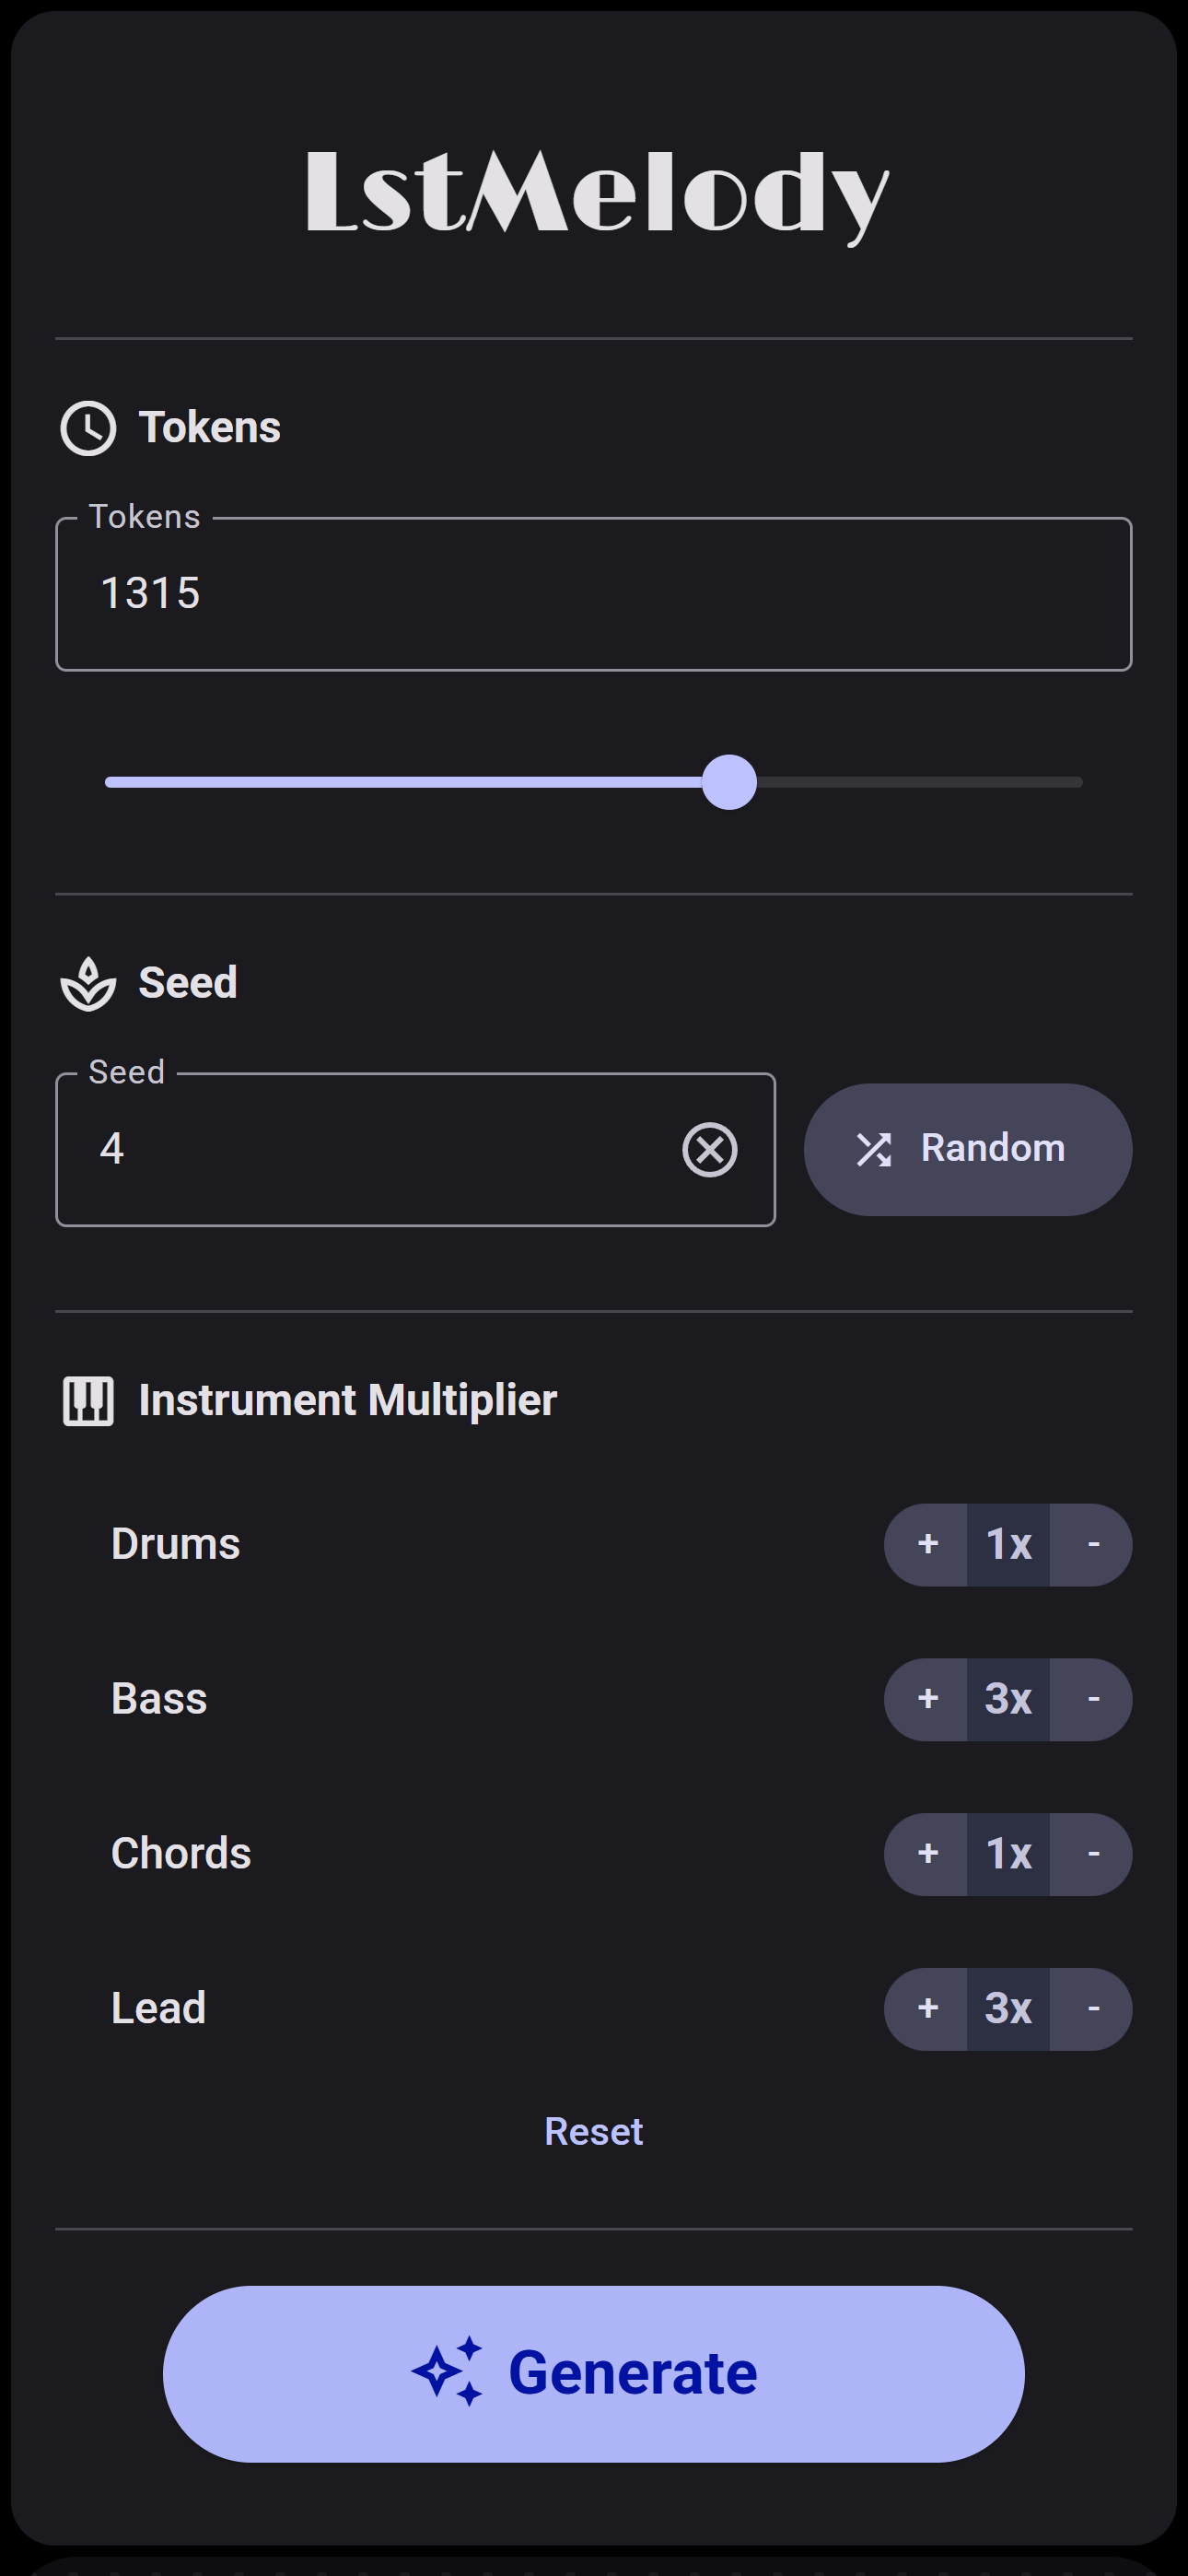 LstMelody
Tokens
Tokens
1315
Seed
Seed
4
Random
Instrument Multiplier
Drums + 1x -
Bass + 3x -
Chords + 1x -
Lead + 3x -
Reset
Generate